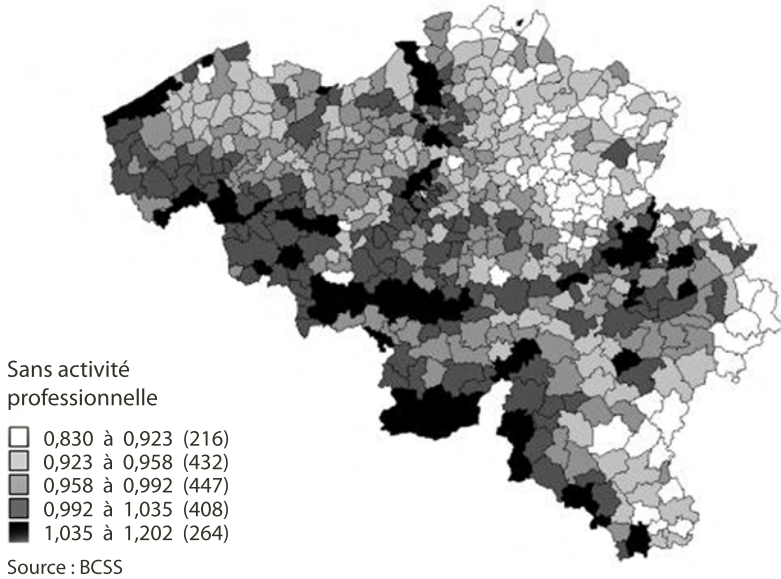 Sans activité
professionnelle
0,830 à 0,923 (216)
0,923 à 0,958 (432)
0,958 à 0,992 (447)
0,992 à 1,035 (408)
1,035 à 1,202 (264)
Source : BCSS